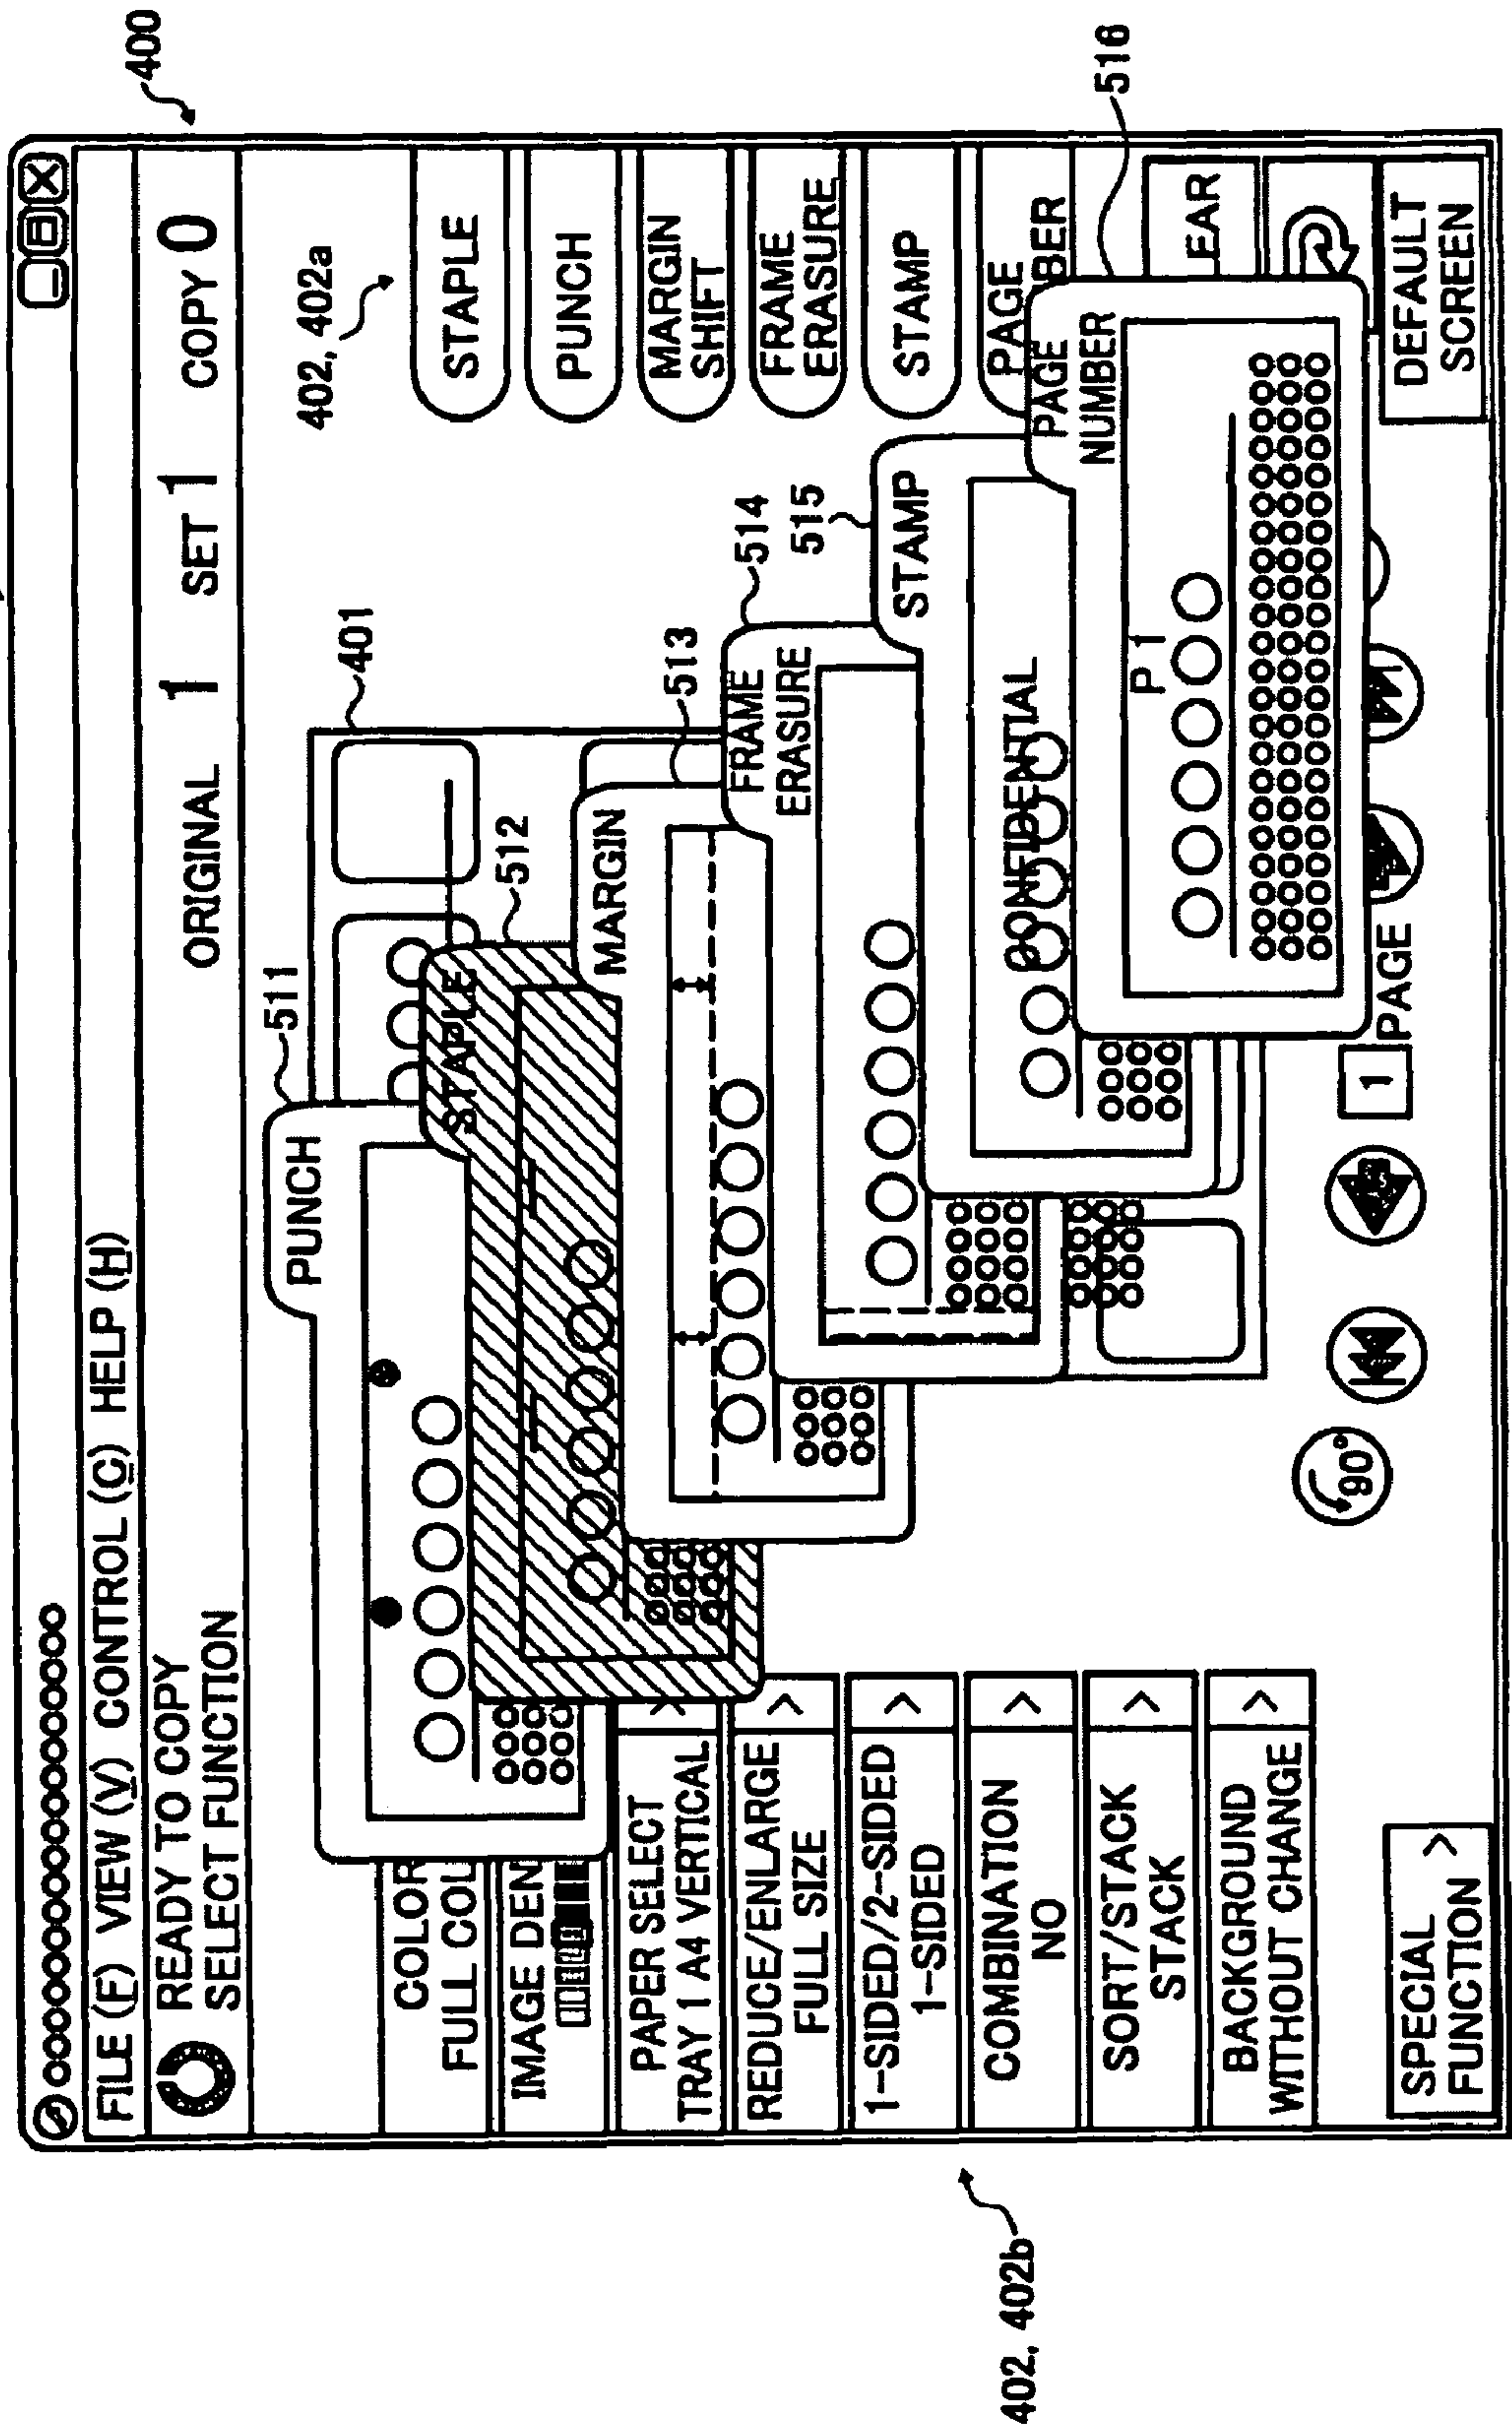 400
FILE (F) VIEW (V) CONTROL (C) HELP (H)
READY TO COPY
SELECT FUNCTION
ORIGINAL 1 SET 1 COPY 0
402, 402a
401
511
512
513
514
515
516
PUNCH
STAPLE
MARGIN
FRAME
ERASURE
STAMP
CONFIDENTIAL
PAGE
NUMBER
P 1
COLOR
FULL COL
IMAGE DEN
PAPER SELECT
TRAY 1 A4 VERTICAL
REDUCE/ENLARGE
FULL SIZE
1-SIDED/2-SIDED
1-SIDED
COMBINATION
NO
SORT/STACK
STACK
BACKGROUND
WITHOUT CHANGE
SPECIAL
FUNCTION
STAPLE
PUNCH
MARGIN
SHIFT
FRAME
ERASURE
STAMP
PAGE
BER
EAR
DEFAULT
SCREEN
90°
1 PAGE
402, 402b